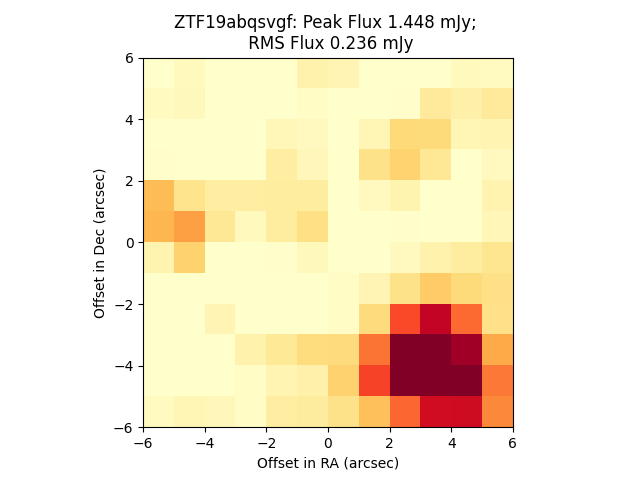 ZTF19abqsvgf: Peak Flux 1.448 mJy;
RMS Flux 0.236 mJy
6
4
2
0
−2
−4
−6
Offset in Dec (arcsec)
−6 −4 −2 0 2 4 6
Offset in RA (arcsec)